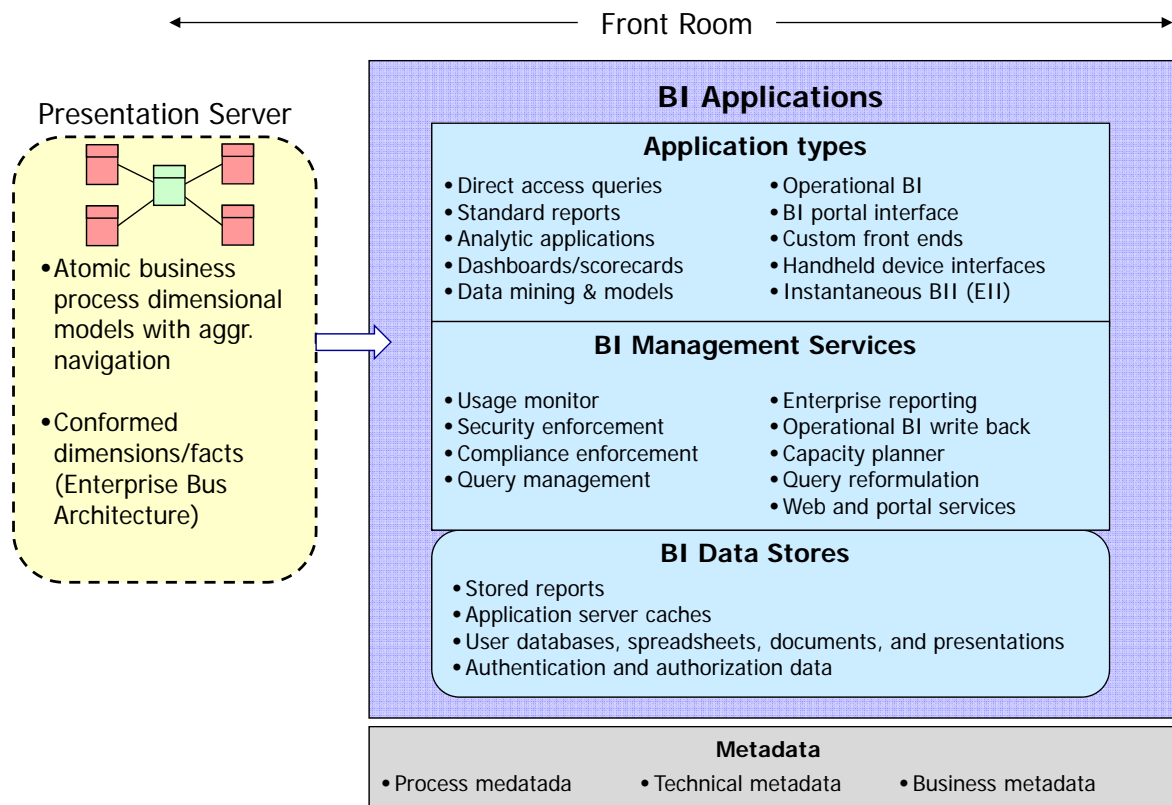 Front Room
Presentation Server
• Atomic business
process dimensional
models with aggr.
navigation
• Conformed
dimensions/facts
(Enterprise Bus
Architecture)
BI Applications
Application types
• Direct access queries
• Standard reports
• Analytic applications
• Dashboards/scorecards
• Data mining & models
• Operational BI
• BI portal interface
• Custom front ends
• Handheld device interfaces
• Instantaneous BII (EII)
BI Management Services
• Usage monitor
• Security enforcement
• Compliance enforcement
• Query management
• Enterprise reporting
• Operational BI write back
• Capacity planner
• Query reformulation
• Web and portal services
BI Data Stores
• Stored reports
• Application server caches
• User databases, spreadsheets, documents, and presentations
• Authentication and authorization data
Metadata
• Process medatada
• Technical metadata
• Business metadata